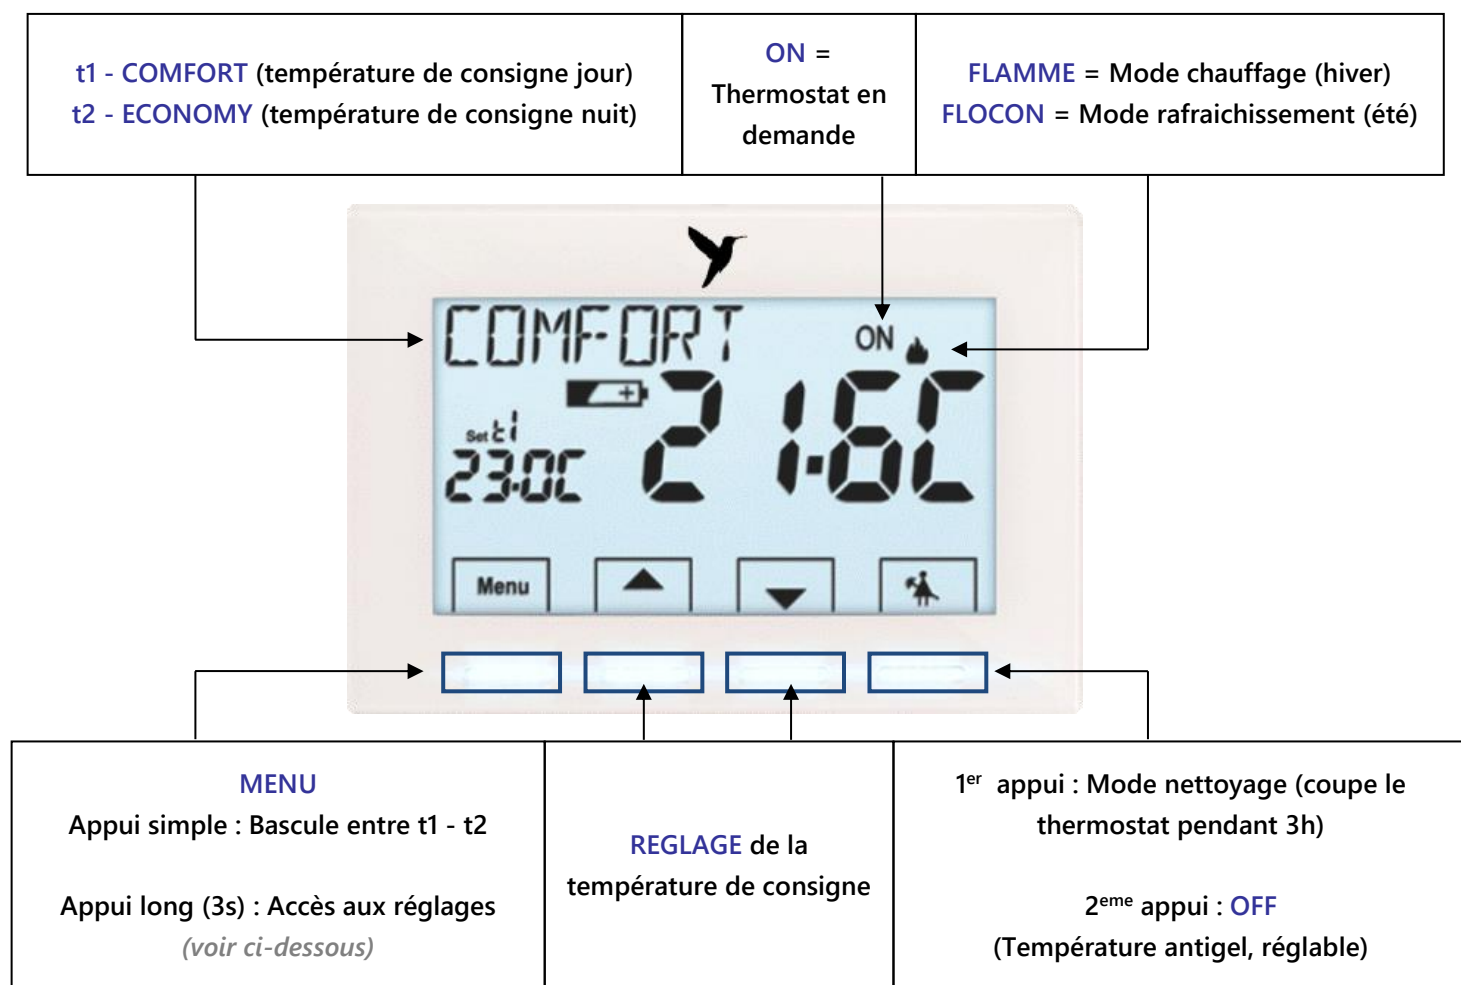 t1 - COMFORT (température de consigne jour)
t2 - ECONOMY (température de consigne nuit)
ON =
Thermostat en
demande
FLAMME = Mode chauffage (hiver)
FLOCON = Mode rafraichissement (été)
COMFORT
ON
Set t1
23.0C
21.6C
Menu
MENU
Appui simple : Bascule entre t1 - t2
Appui long (3s) : Accès aux réglages
(voir ci-dessous)
REGLAGE de la
température de consigne
1er appui : Mode nettoyage (coupe le
thermostat pendant 3h)
2eme appui : OFF
(Température antigel, réglable)